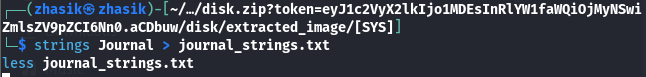 ┌──(zhasik㉿zhasik)-[~/…/disk.zip?token=eyJ1c2VyX2lkIjo1MDEsInRlYW1faWQiOjMyNSwi
ZmlsZV9pZCI6Nn0.aCDbuw/disk/extracted_image/[SYS]]
└─$ strings Journal > journal_strings.txt
less journal_strings.txt